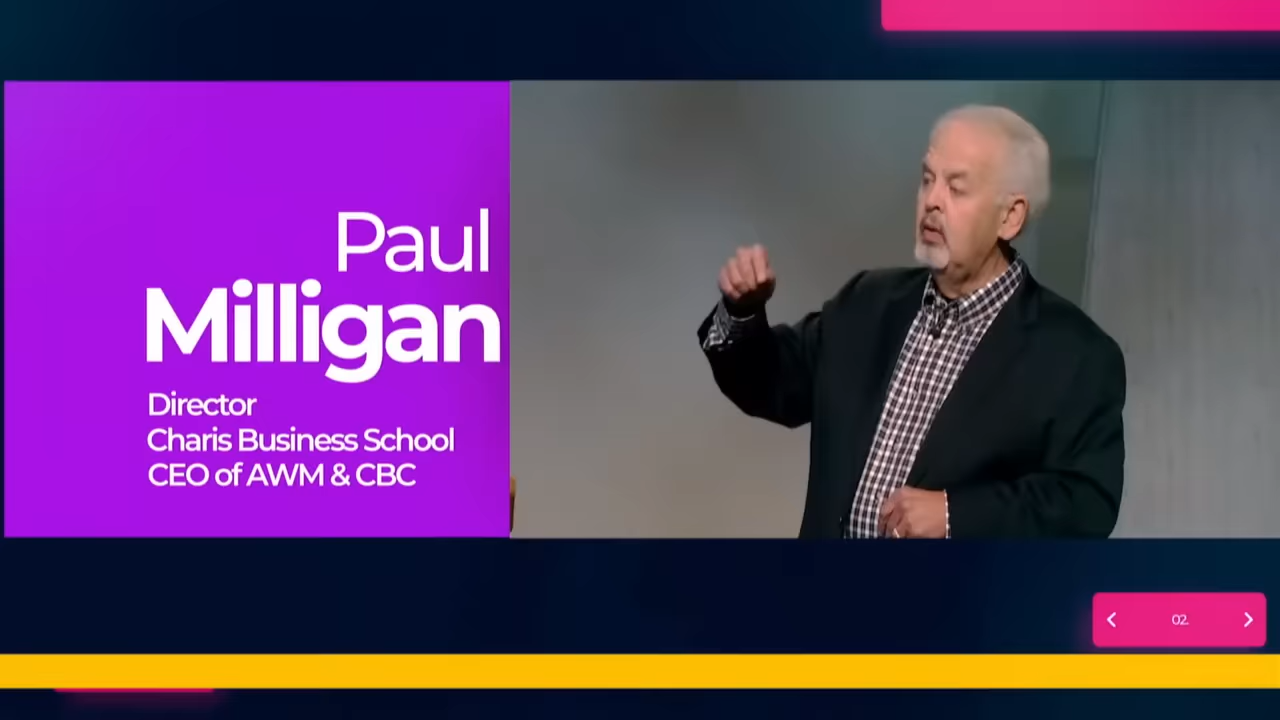 Paul
Milligan
Director
Charis Business School
CEO of AWM & CBC
02.